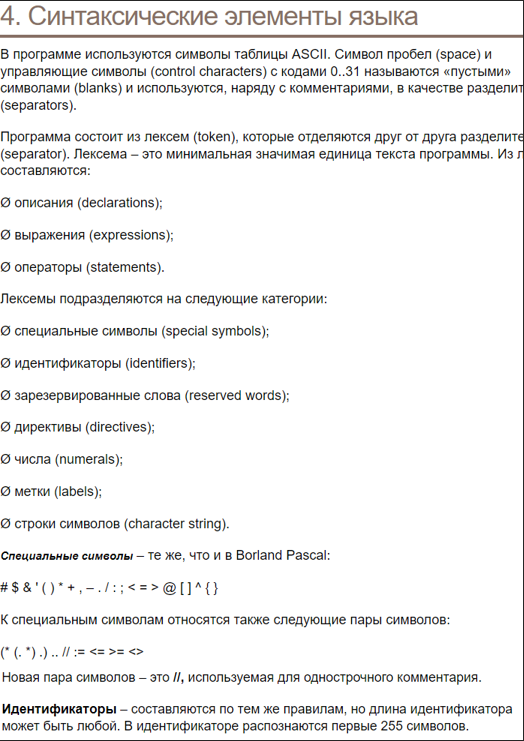 4. Синтаксические элементы языка
В программе используются символы таблицы ASCII. Символ пробел (space) и
управляющие символы (control characters) с кодами 0..31 называются «пустыми»
символами (blanks) и используются, наряду с комментариями, в качестве разделит
(separators).
Программа состоит из лексем (token), которые отделяются друг от друга разделите
(separator). Лексема – это минимальная значимая единица текста программы. Из л
составляются:
Ø описания (declarations);
Ø выражения (expressions);
Ø операторы (statements).
Лексемы подразделяются на следующие категории:
Ø специальные символы (special symbols);
Ø идентификаторы (identifiers);
Ø зарезервированные слова (reserved words);
Ø директивы (directives);
Ø числа (numerals);
Ø метки (labels);
Ø строки символов (character string).
Специальные символы – те же, что и в Borland Pascal:
# $ & ' ( ) * + , – . / : ; < = > @ [ ] ^ { }
К специальным символам относятся также следующие пары символов:
(* (. *) .) .. // := <= >= <>
Новая пара символов – это //, используемая для однострочного комментария.
Идентификаторы – составляются по тем же правилам, но длина идентификатора
может быть любой. В идентификаторе распознаются первые 255 символов.